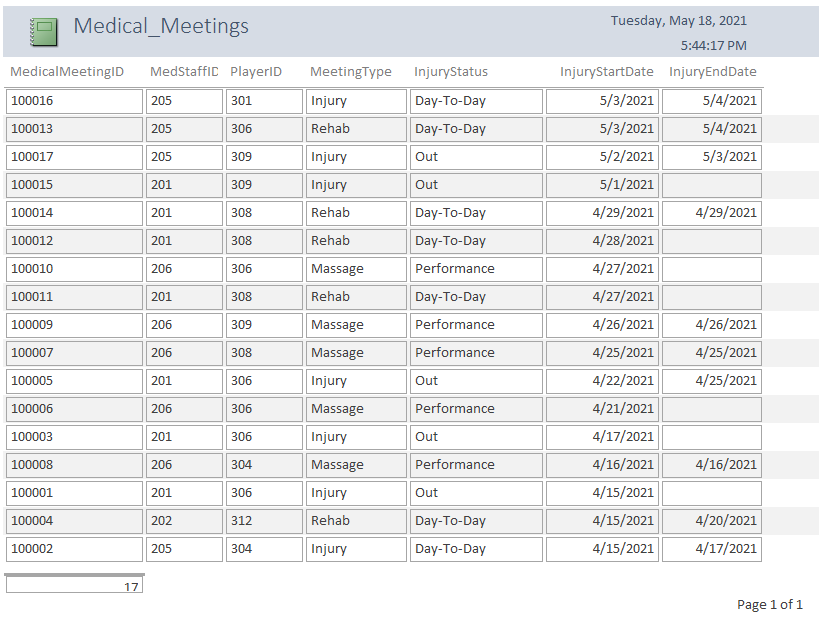 Medical_Meetings
Tuesday, May 18, 2021
5:44:17 PM
MedicalMeetingID MedStaffID PlayerID MeetingType InjuryStatus InjuryStartDate InjuryEndDate
100016 205 301 Injury Day-To-Day 5/3/2021 5/4/2021
100013 205 306 Rehab Day-To-Day 5/3/2021 5/4/2021
100017 205 309 Injury Out 5/2/2021 5/3/2021
100015 201 309 Injury Out 5/1/2021
100014 201 308 Rehab Day-To-Day 4/29/2021 4/29/2021
100012 201 308 Rehab Day-To-Day 4/28/2021
100010 206 306 Massage Performance 4/27/2021
100011 201 308 Rehab Day-To-Day 4/27/2021
100009 206 309 Massage Performance 4/26/2021 4/26/2021
100007 206 308 Massage Performance 4/25/2021 4/25/2021
100005 201 306 Injury Out 4/22/2021 4/25/2021
100006 206 306 Massage Performance 4/21/2021
100003 201 306 Injury Out 4/17/2021
100008 206 304 Massage Performance 4/16/2021 4/16/2021
100001 201 306 Injury Out 4/15/2021
100004 202 312 Rehab Day-To-Day 4/15/2021 4/20/2021
100002 205 304 Injury Day-To-Day 4/15/2021 4/17/2021
17
Page 1 of 1